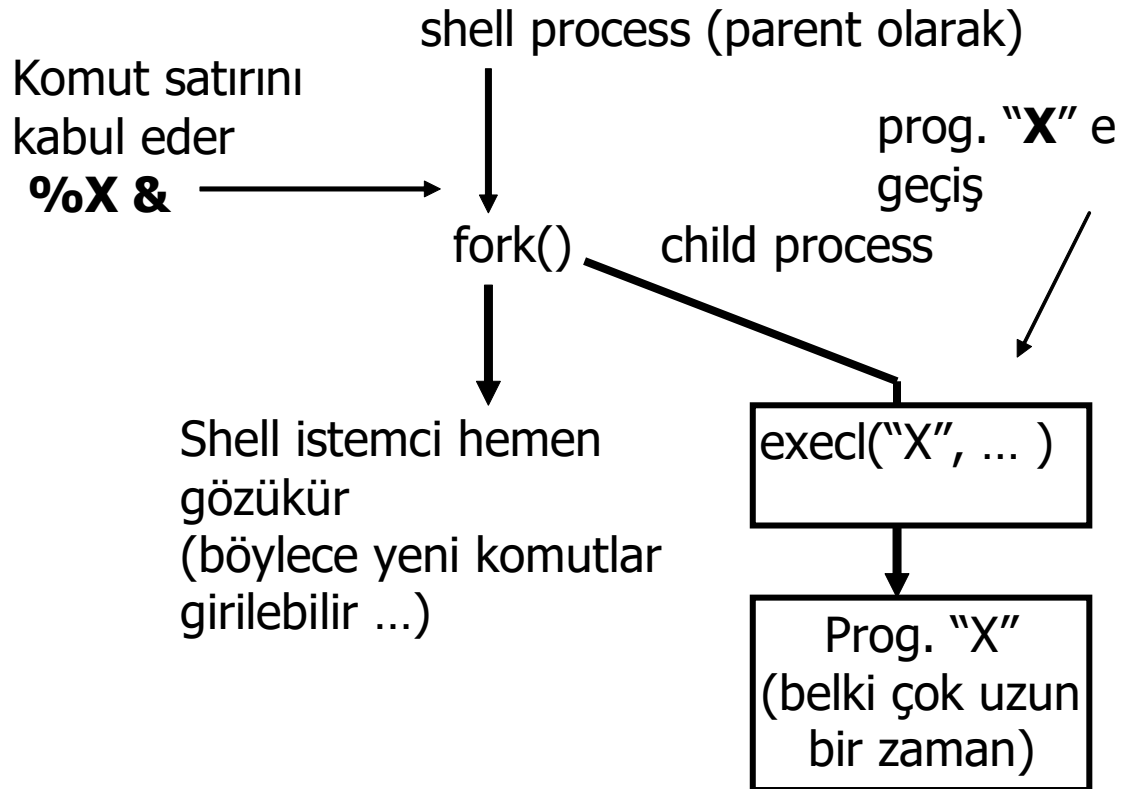 shell process (parent olarak)
Komut satırını
kabul eder
%X &
prog. “X” e
geçiş
fork()
child process
Shell istemci hemen
gözükür
(böylece yeni komutlar
girilebilir …)
execl(“X”, … )
Prog. “X”
(belki çok uzun
bir zaman)